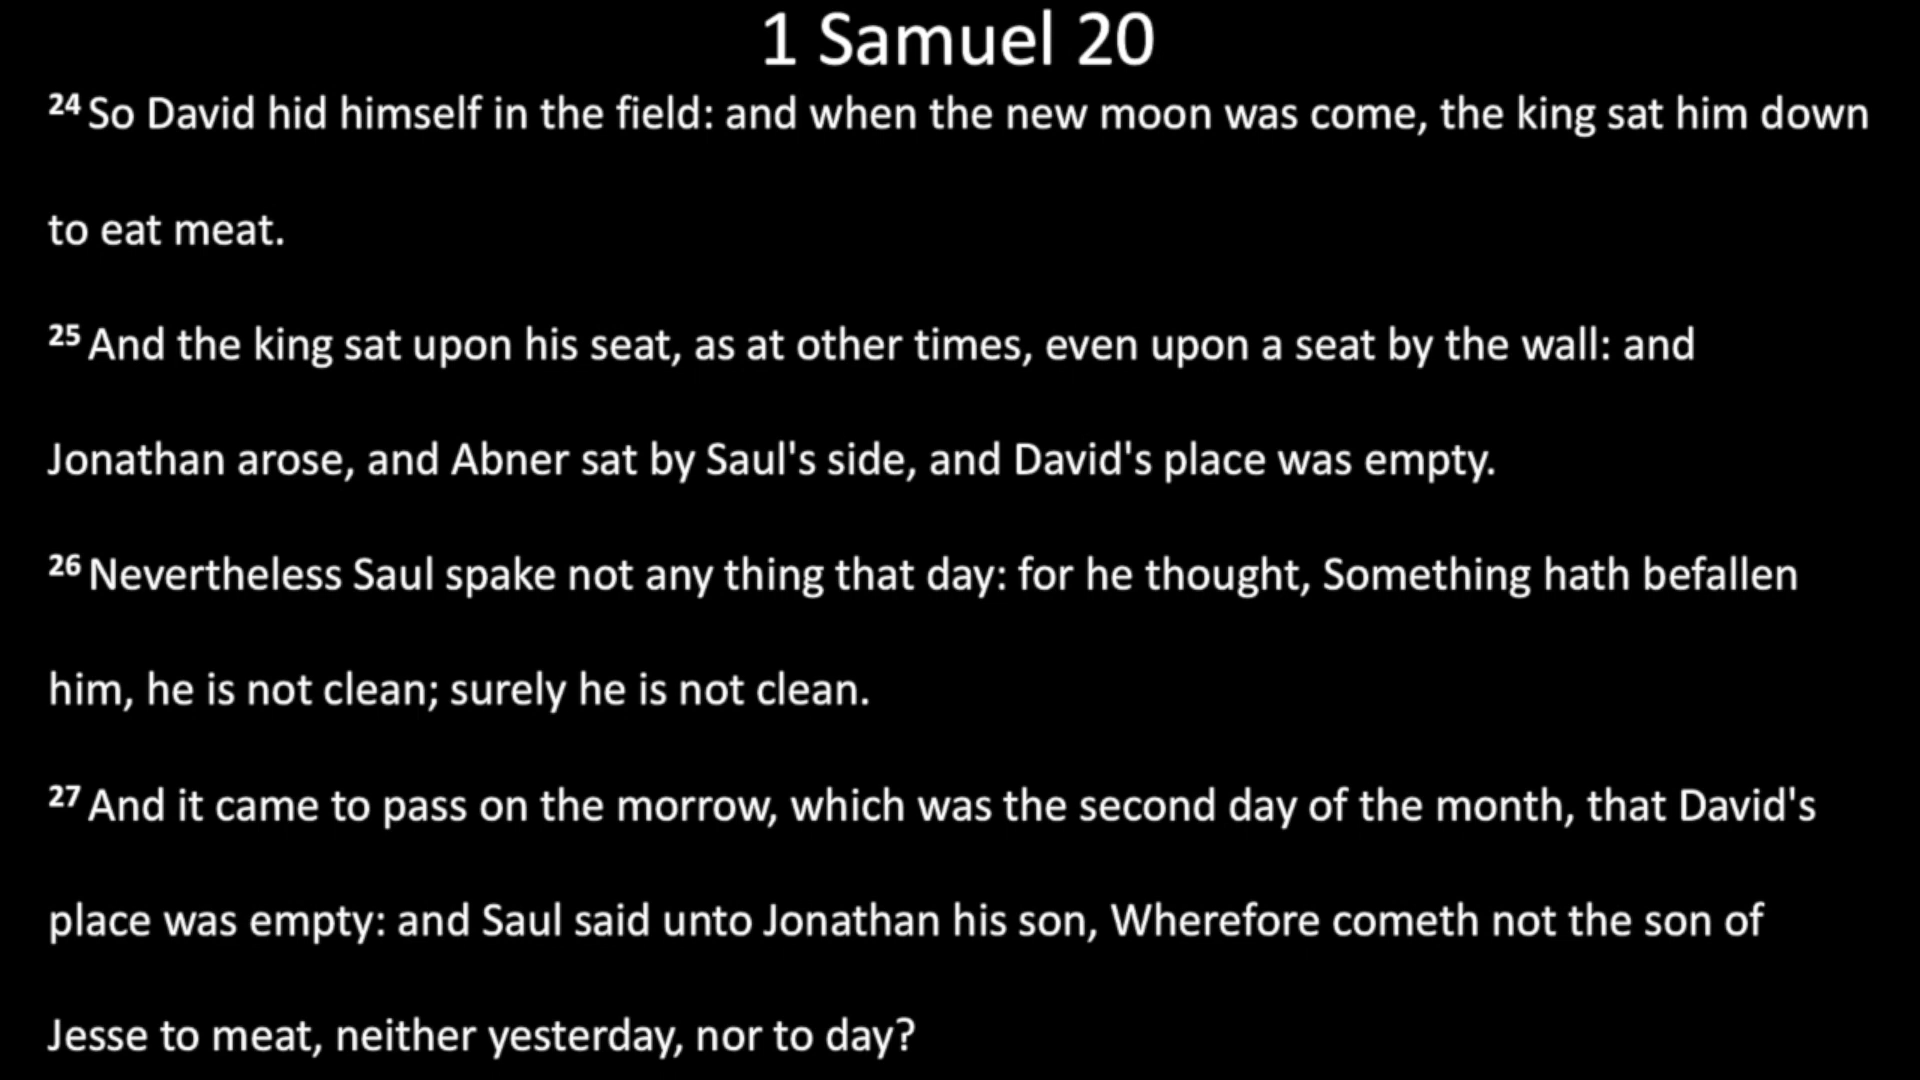 1 Samuel 20
24 So David hid himself in the field: and when the new moon was come, the king sat him down
to eat meat.
25 And the king sat upon his seat, as at other times, even upon a seat by the wall: and
Jonathan arose, and Abner sat by Saul's side, and David's place was empty.
26 Nevertheless Saul spake not any thing that day: for he thought, Something hath befallen
him, he is not clean; surely he is not clean.
27 And it came to pass on the morrow, which was the second day of the month, that David's
place was empty: and Saul said unto Jonathan his son, Wherefore cometh not the son of
Jesse to meat, neither yesterday, nor to day?